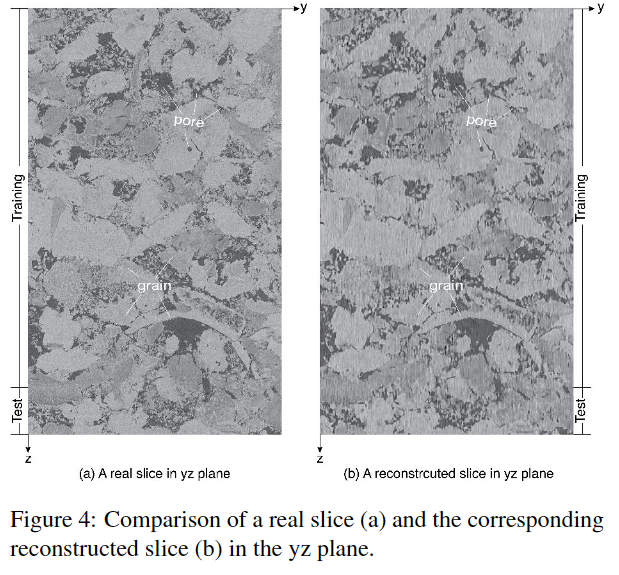 y
y
pore
pore
Training
Training
grain
grain
Test
Test
z
z
(a) A real slice in yz plane
(b) A reconstrcuted slice in yz plane
Figure 4: Comparison of a real slice (a) and the corresponding
reconstructed slice (b) in the yz plane.